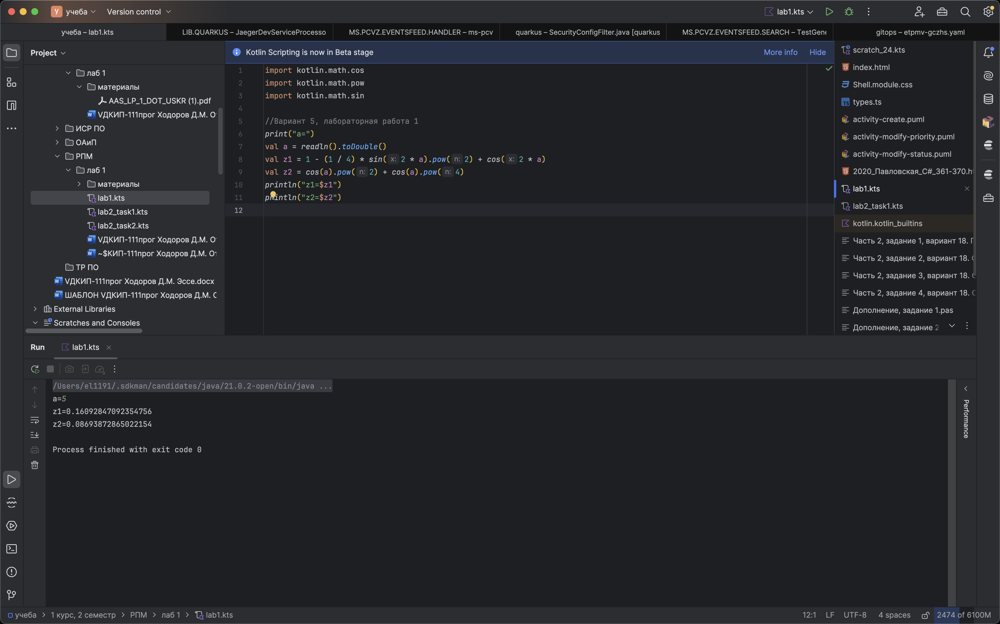 У учеба Version control lab1.kts
учеба – lab1.kts LIB.QUARKUS – JaegerDevServiceProcesso MS.PCVZ.EVENTSFEED.HANDLER – ms-pcv quarkus – SecurityConfigFilter.java [quarkus MS.PCVZ.EVENTSFEED.SEARCH – TestGene gitops – etpmv-gczhs.yaml
Project
лаб 1
материалы
AAS_LP_1_DOT_USKR (1).pdf
VДКИП-111прог Ходоров Д.М. От
ИСР ПО
ОАиП
РПМ
лаб 1
материалы
lab1.kts
lab2_task1.kts
lab2_task2.kts
VДКИП-111прог Ходоров Д.М. От
~$КИП-111прог Ходоров Д.М. От
ТР ПО
VДКИП-111прог Ходоров Д.М. Эссе.docx
ШАБЛОН VДКИП-111прог Ходоров Д.М. С
External Libraries
Scratches and Consoles
Kotlin Scripting is now in Beta stage More info Hide
1 import kotlin.math.cos
2 import kotlin.math.pow
3 import kotlin.math.sin
4
5 //Вариант 5, лабораторная работа 1
6 print("a=")
7 val a = readln().toDouble()
8 val z1 = 1 - (1 / 4) * sin( x: 2 * a).pow( n: 2) + cos( x: 2 * a)
9 val z2 = cos(a).pow( n: 2) + cos(a).pow( n: 4)
10 println("z1=$z1")
11 println("z2=$z2")
12
scratch_24.kts
index.html
Shell.module.css
types.ts
activity-create.puml
activity-modify-priority.puml
activity-modify-status.puml
2020_Павловская_C#_361-370.ht
lab1.kts
lab2_task1.kts
kotlin.kotlin_builtins
Часть 2, задание 1, вариант 18. П
Часть 2, задание 2, вариант 18. С
Часть 2, задание 3, вариант 18. С
Часть 2, задание 4, вариант 18. С
Дополнение, задание 1.pas
Дополнение, задание 2
Run lab1.kts
/Users/el1191/.sdkman/candidates/java/21.0.2-open/bin/java ...
a=5
z1=0.16092847092354756
z2=0.08693872865022154
Process finished with exit code 0
Performance
учеба > 1 курс, 2 семестр > РПМ > лаб 1 > lab1.kts 12:1 LF UTF-8 4 spaces 2474 of 6100M